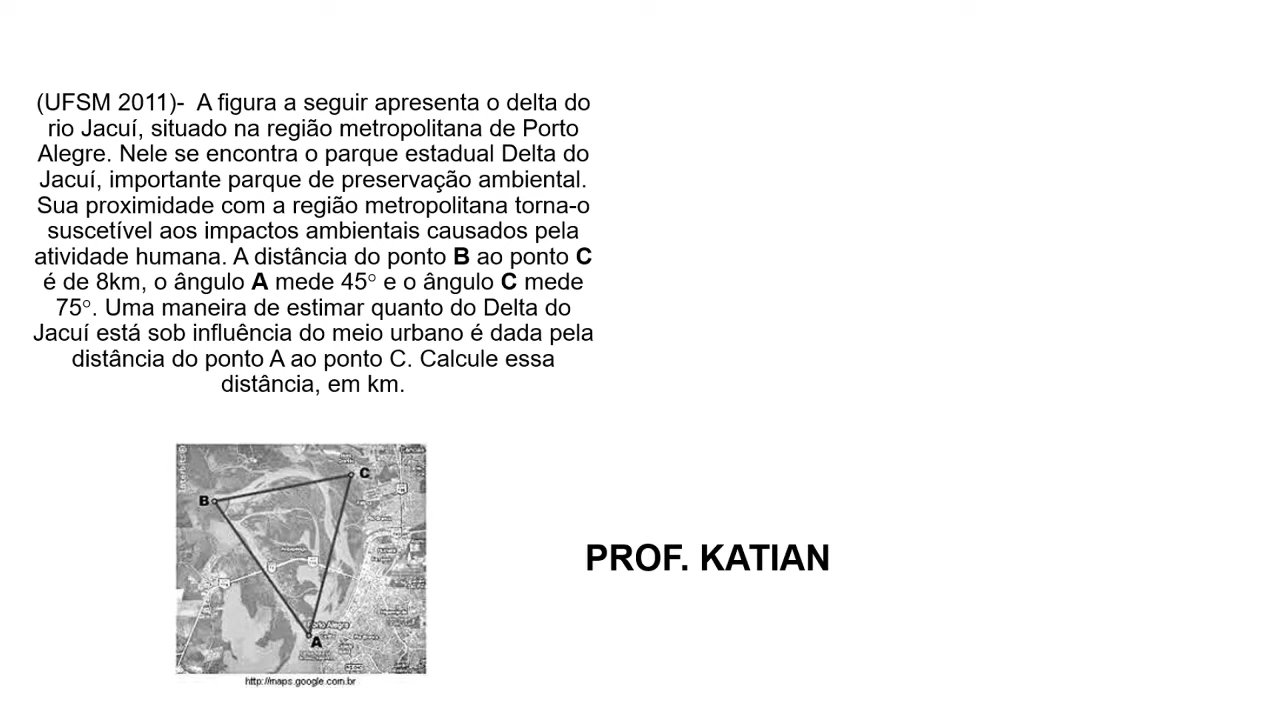 (UFSM 2011)-  A figura a seguir apresenta o delta do
rio Jacuí, situado na região metropolitana de Porto
Alegre. Nele se encontra o parque estadual Delta do
Jacuí, importante parque de preservação ambiental.
Sua proximidade com a região metropolitana torna-o
suscetível aos impactos ambientais causados pela
atividade humana. A distância do ponto B ao ponto C
é de 8km, o ângulo A mede 45° e o ângulo C mede
75°. Uma maneira de estimar quanto do Delta do
Jacuí está sob influência do meio urbano é dada pela
distância do ponto A ao ponto C. Calcule essa
distância, em km.
C
B
PROF. KATIAN
Porto Alegre
A
http://maps.google.com.br